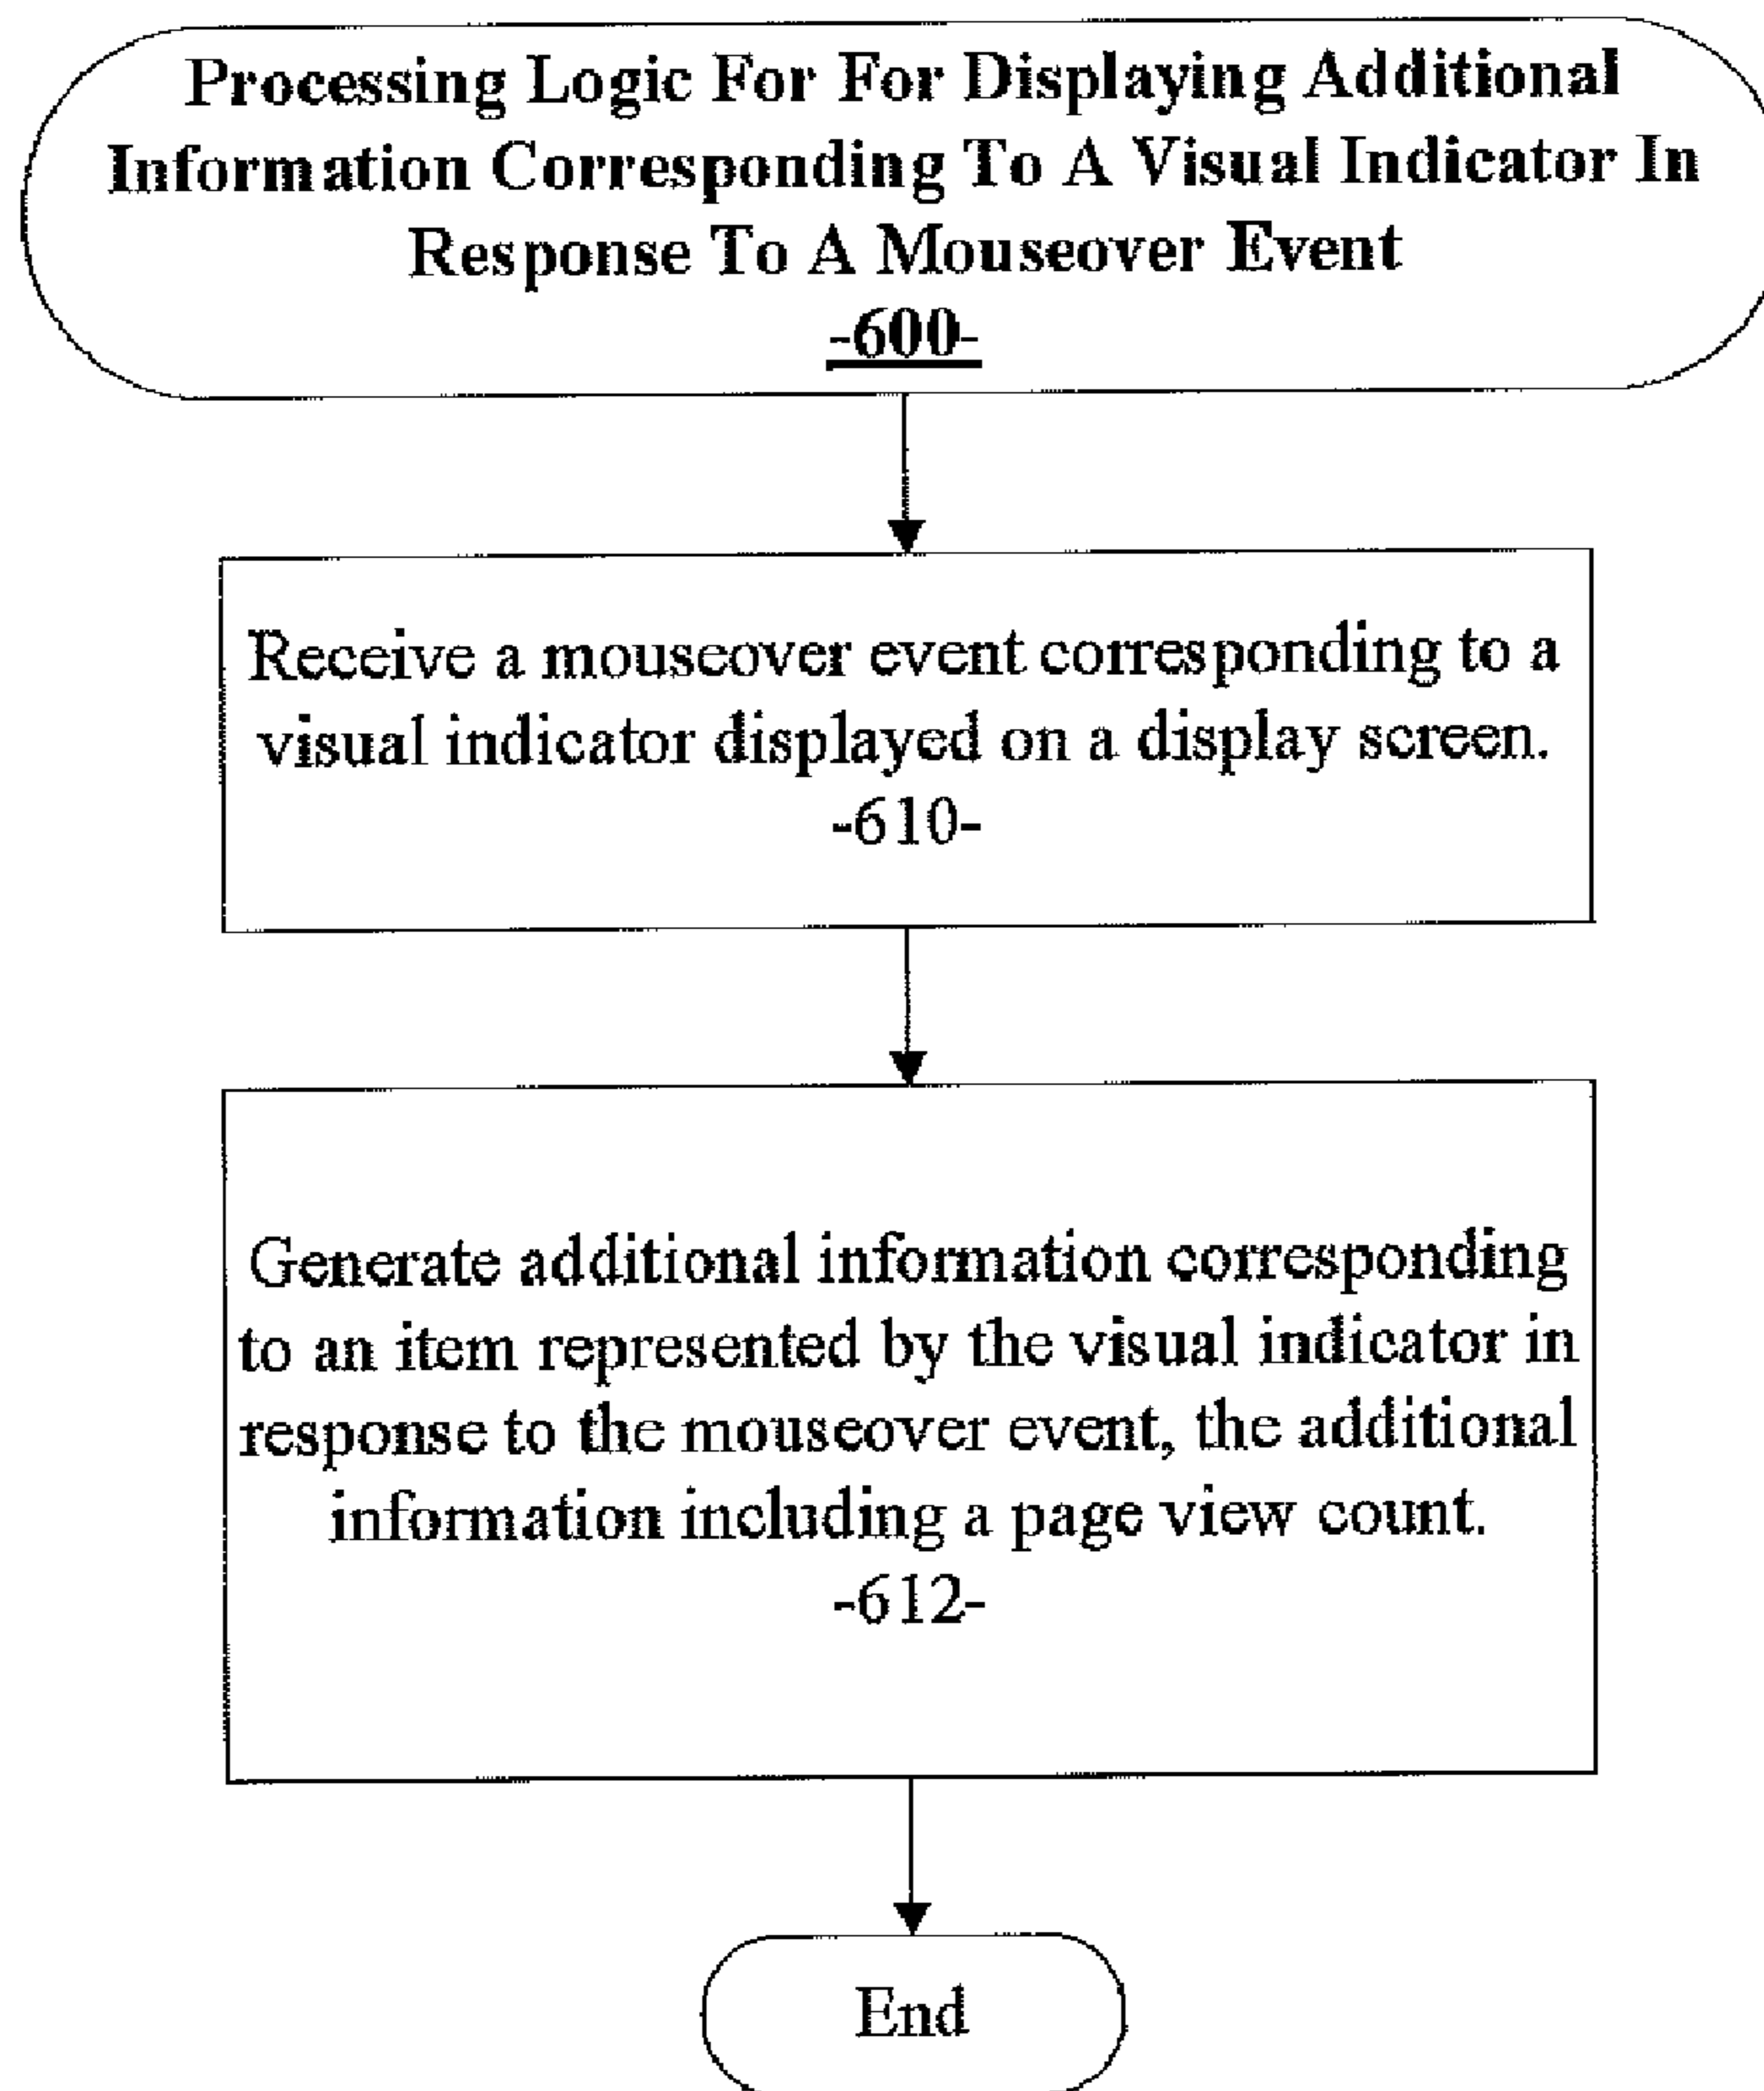 Processing Logic For For Displaying Additional
Information Corresponding To A Visual Indicator In
Response To A Mouseover Event
-600-
Receive a mouseover event corresponding to a
visual indicator displayed on a display screen.
-610-
Generate additional information corresponding
to an item represented by the visual indicator in
response to the mouseover event, the additional
information including a page view count.
-612-
End